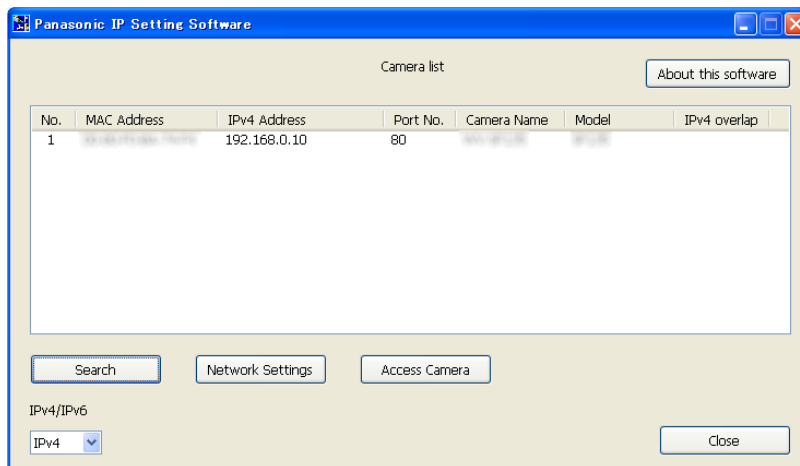 Panasonic IP Setting Software
Camera list
About this software
No. MAC Address IPv4 Address Port No. Camera Name Model IPv4 overlap
1 192.168.0.10 80
Search Network Settings Access Camera
IPv4/IPv6
IPv4
Close